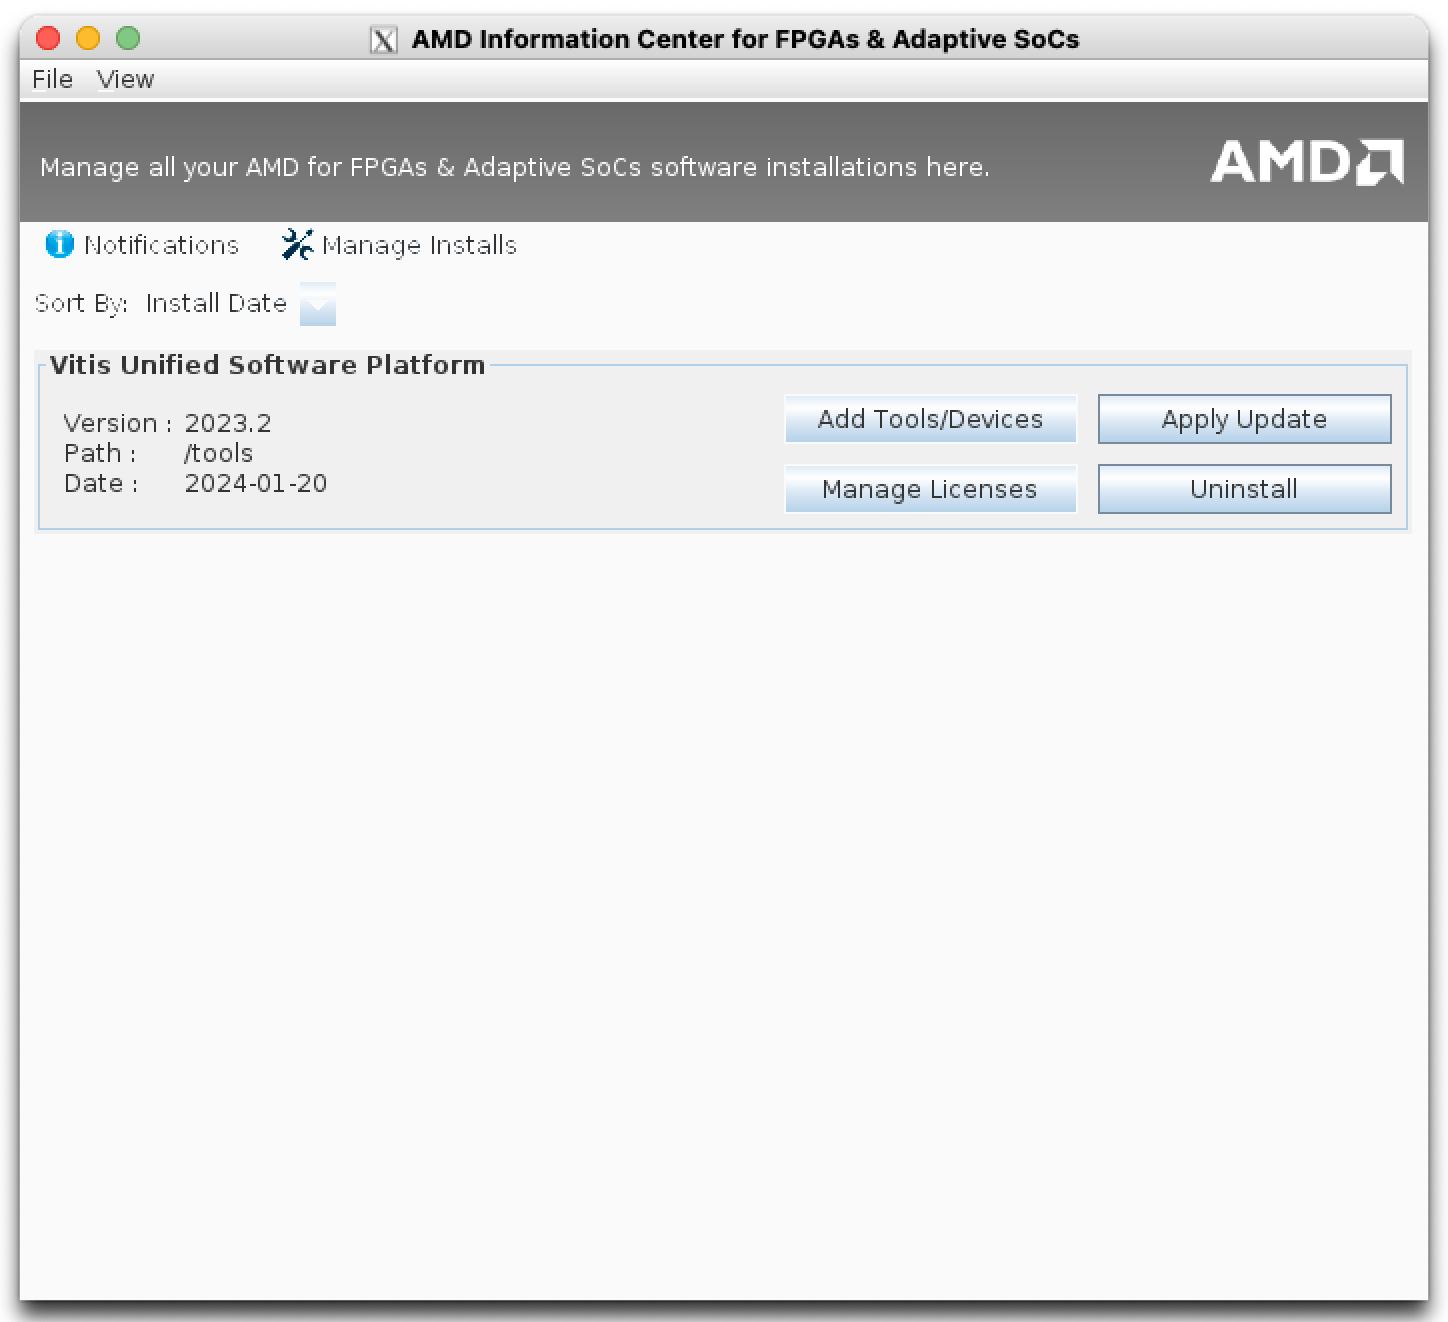 AMD Information Center for FPGAs & Adaptive SoCs
File View
Manage all your AMD for FPGAs & Adaptive SoCs software installations here.
AMD
Notifications Manage Installs
Sort By: Install Date
Vitis Unified Software Platform
Version : 2023.2
Path : /tools
Date : 2024-01-20
Add Tools/Devices Apply Update
Manage Licenses Uninstall